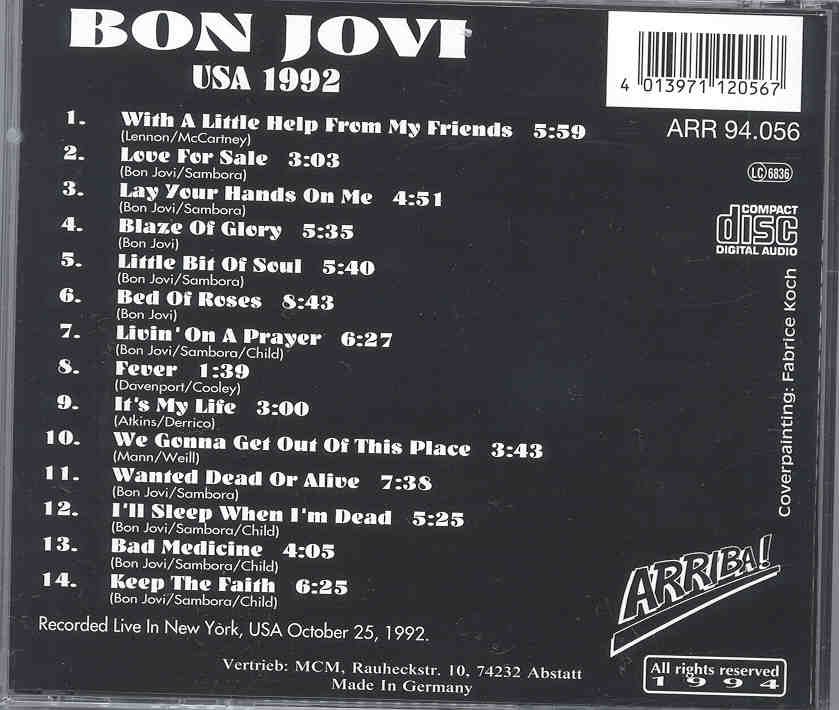 BON JOVI
USA 1992
4 013971 120567
ARR 94.056
LC 6836
COMPACT
disc
DIGITAL AUDIO
1. With A Little Help From My Friends 5:59
(Lennon/McCartney)
2. Love For Sale 3:03
(Bon Jovi/Sambora)
3. Lay Your Hands On Me 4:51
(Bon Jovi/Sambora)
4. Blaze Of Glory 5:35
(Bon Jovi)
5. Little Bit Of Soul 5:40
(Bon Jovi/Sambora)
6. Bed Of Roses 8:43
(Bon Jovi)
7. Livin' On A Prayer 6:27
(Bon Jovi/Sambora/Child)
8. Fever 1:39
(Davenport/Cooley)
9. It's My Life 3:00
(Atkins/Derrico)
10. We Gonna Get Out Of This Place 3:43
(Mann/Weill)
11. Wanted Dead Or Alive 7:38
(Bon Jovi/Sambora)
12. I'll Sleep When I'm Dead 5:25
(Bon Jovi/Sambora/Child)
13. Bad Medicine 4:05
(Bon Jovi/Sambora/Child)
14. Keep The Faith 6:25
(Bon Jovi/Sambora/Child)
Coverpainting: Fabrice Koch
Recorded Live In New York, USA October 25, 1992.
ARRIBA!
Vertrieb: MCM, Rauheckstr. 10, 74232 Abstatt
Made In Germany
All rights reserved
1994